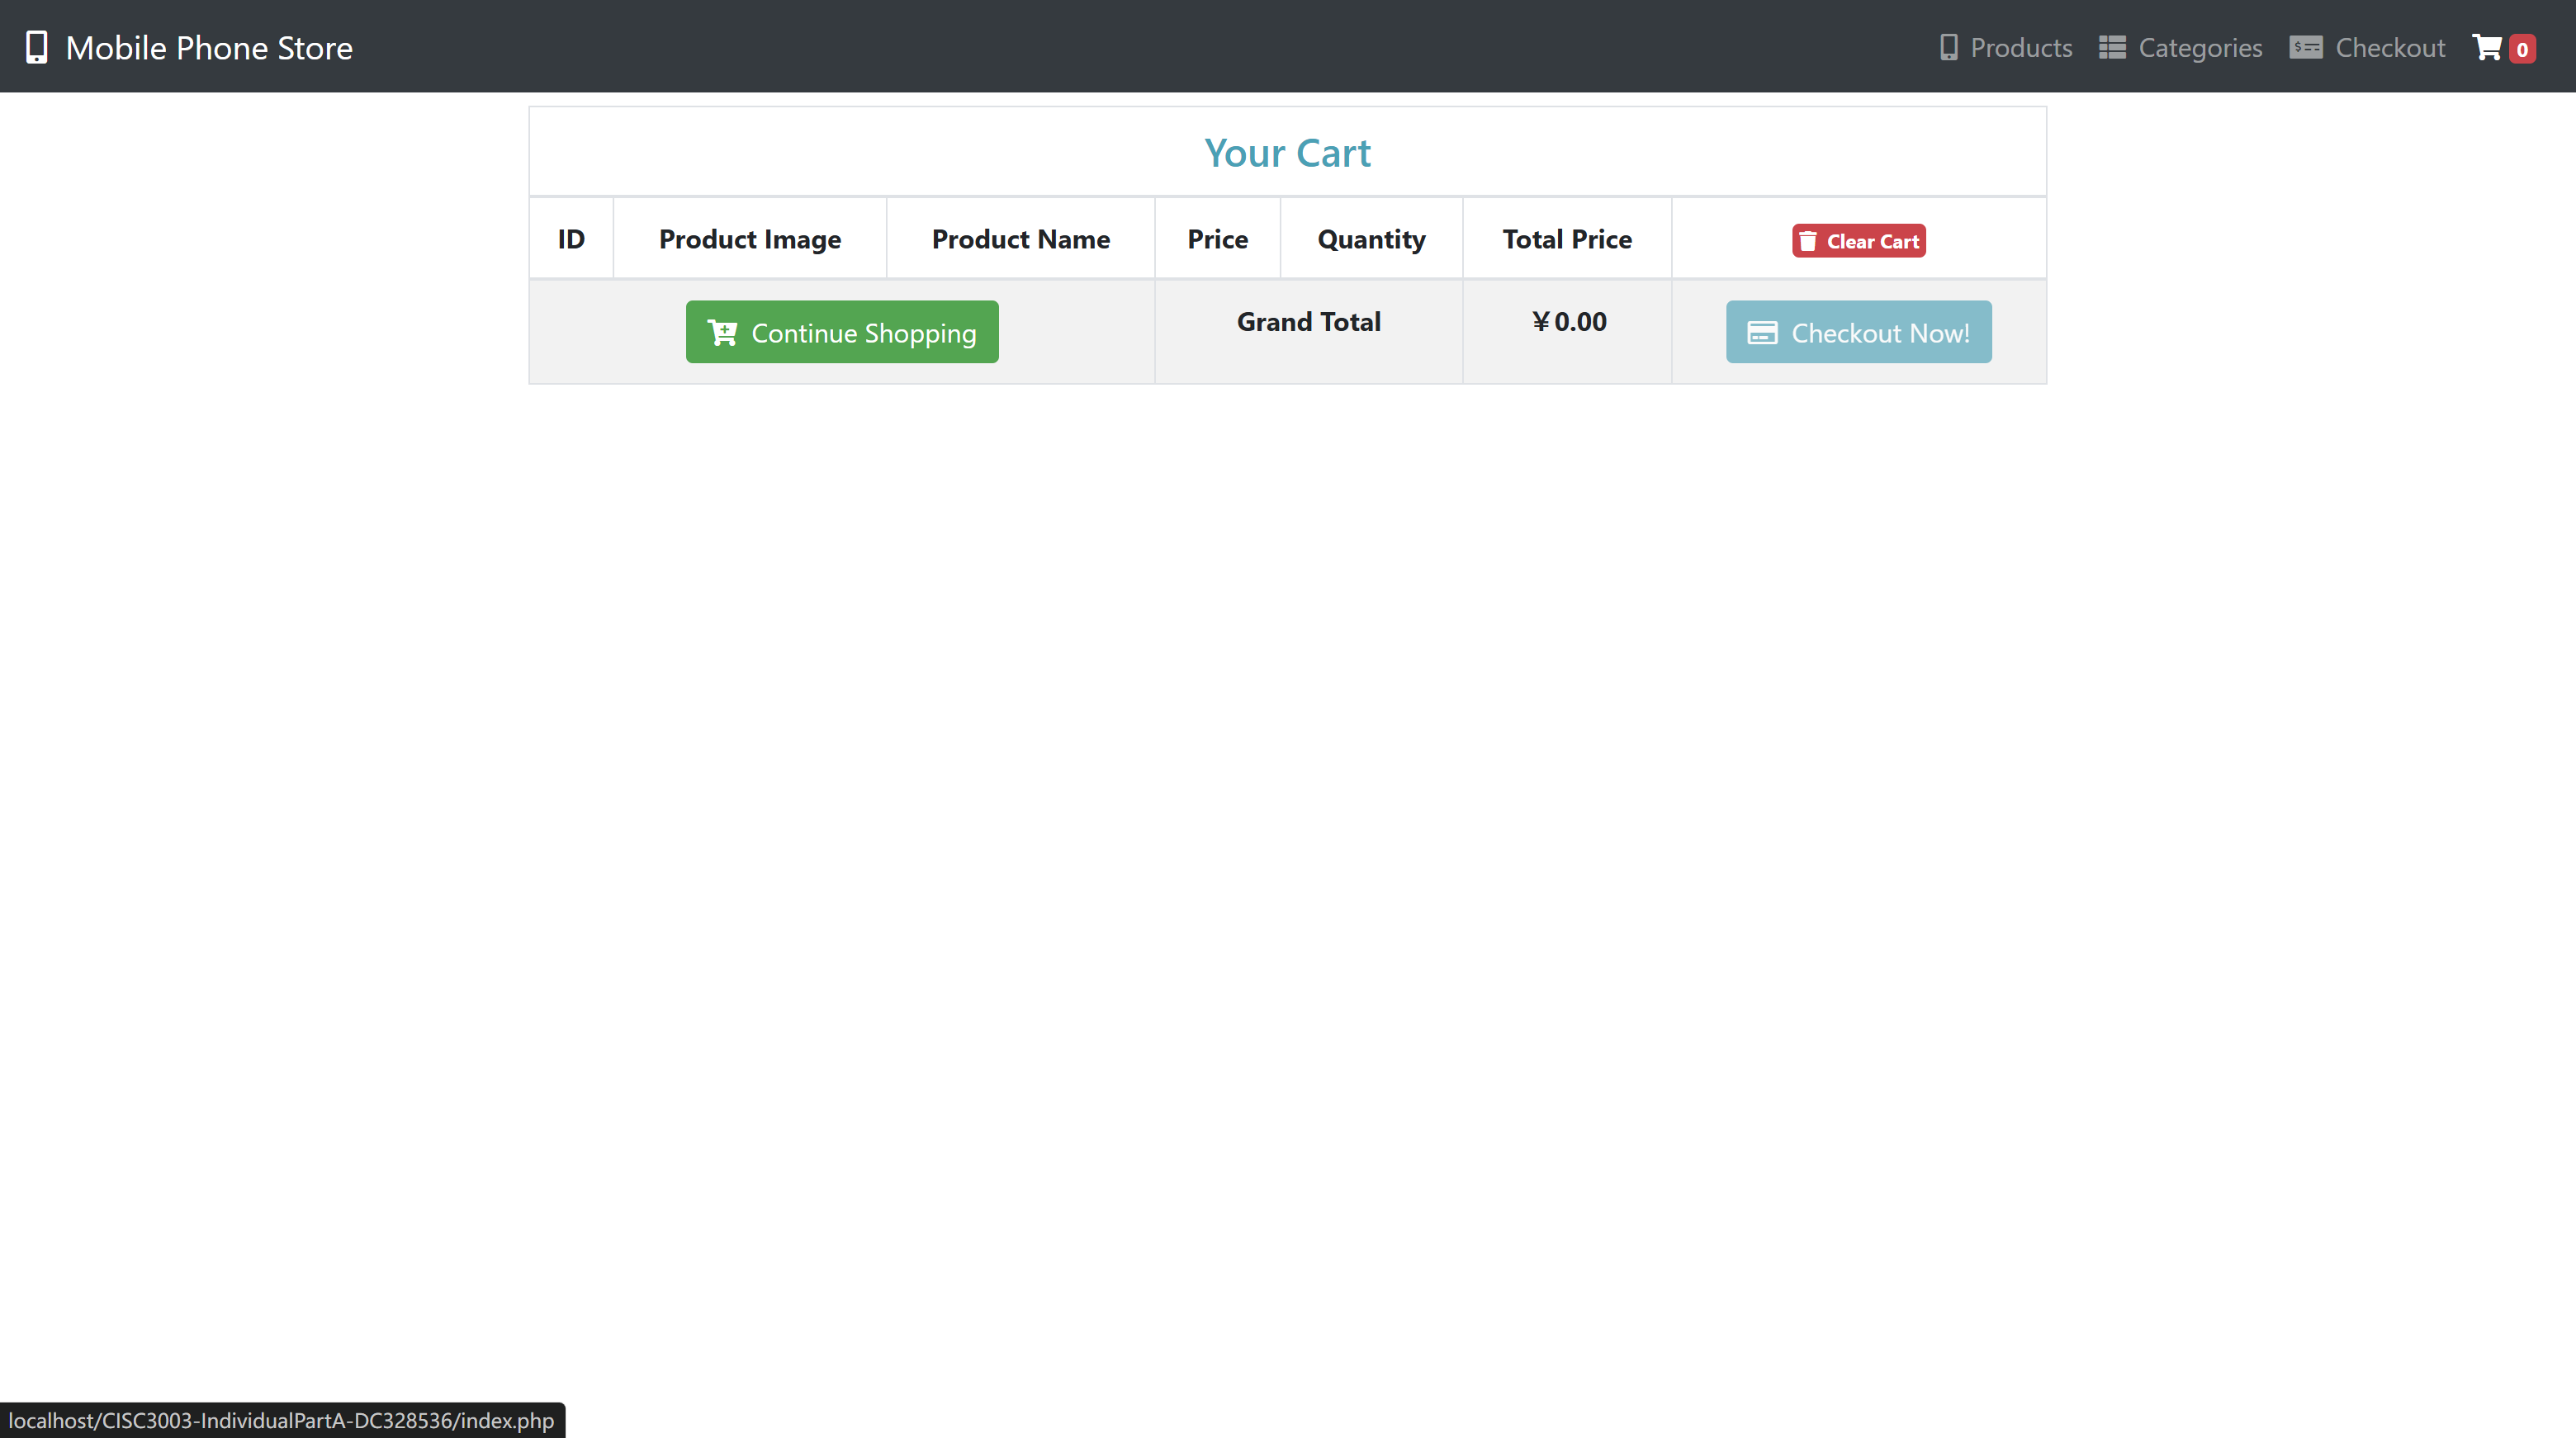 Mobile Phone Store
Products Categories Checkout 0
Your Cart
ID Product Image Product Name Price Quantity Total Price Clear Cart
Continue Shopping Grand Total ￥0.00 Checkout Now!
localhost/CISC3003-IndividualPartA-DC328536/index.php